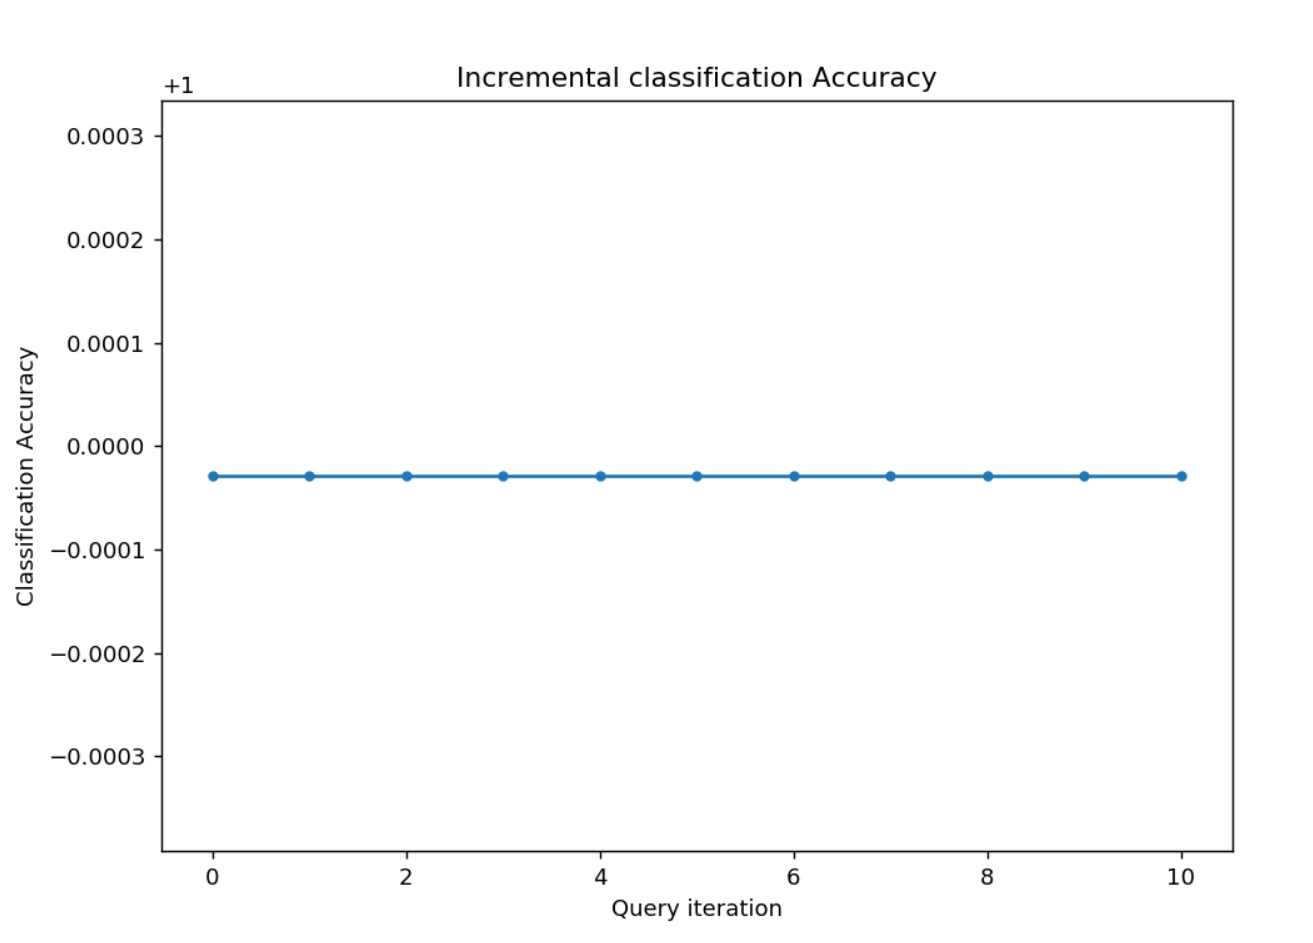 Incremental classification Accuracy
+1
0.0003
0.0002
0.0001
0.0000
−0.0001
−0.0002
−0.0003
Classification Accuracy
0 2 4 6 8 10
Query iteration